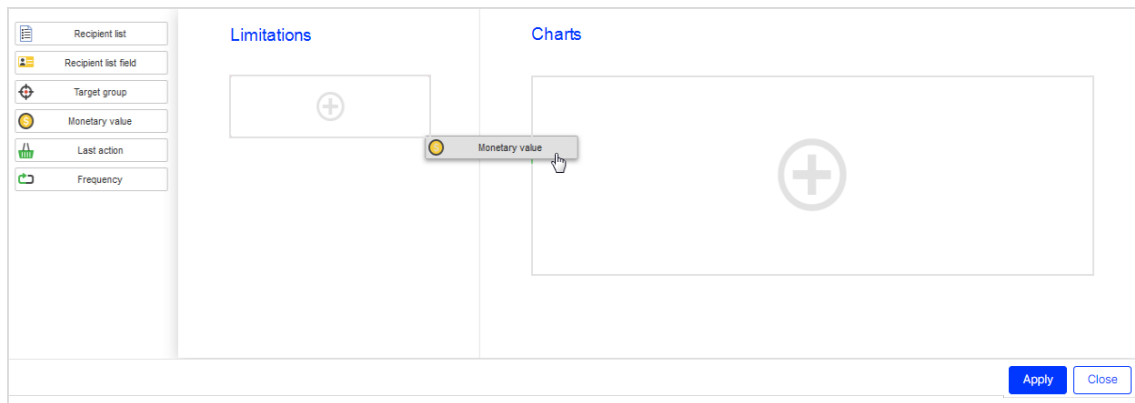 Recipient list
Recipient list field
Target group
Monetary value
Last action
Frequency
Limitations
Charts
Monetary value
Apply
Close